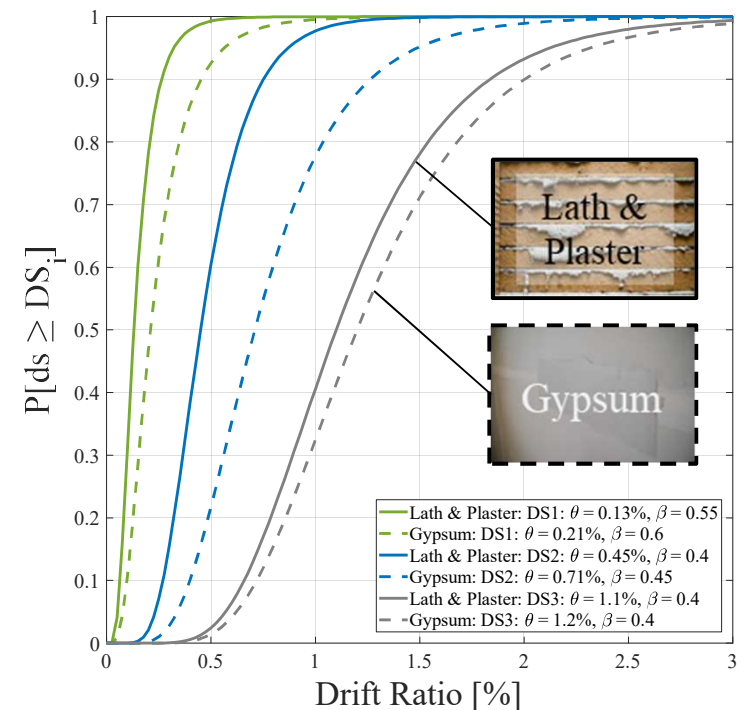 1
0.9
0.8
0.7
0.6
0.5
0.4
0.3
0.2
0.1
0
P[ds ≥ DSi]
Lath &
Plaster
Gypsum
Lath & Plaster: DS1: θ = 0.13%, β = 0.55
Gypsum: DS1: θ = 0.21%, β = 0.6
Lath & Plaster: DS2: θ = 0.45%, β = 0.4
Gypsum: DS2: θ = 0.71%, β = 0.45
Lath & Plaster: DS3: θ = 1.1%, β = 0.4
Gypsum: DS3: θ = 1.2%, β = 0.4
0 0.5 1 1.5 2 2.5 3
Drift Ratio [%]